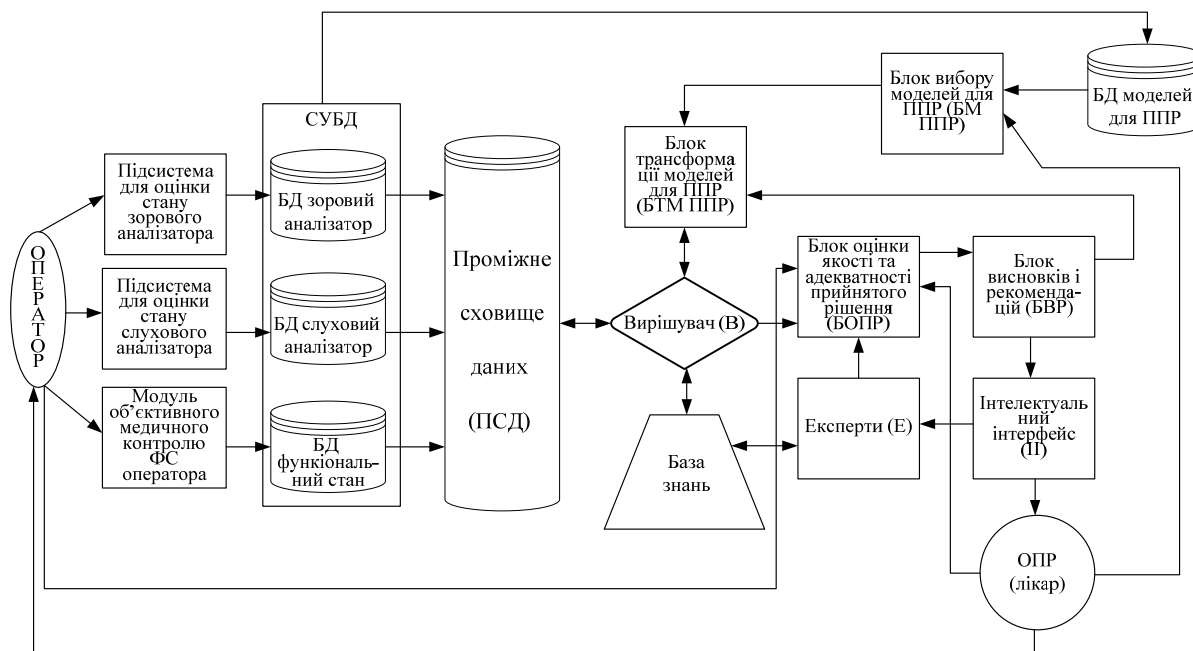 ОПЕРАТОР
Підсистема
для оцінки
стану
зорового
аналізатора
Підсистема
для оцінки
стану
слухового
аналізатора
Модуль
об’єктивного
медичного
контролю
ФС
оператора
СУБД
БД зоровий
аналізатор
БД слуховий
аналізатор
БД
функіональ-
ний стан
Проміжне
сховище
даних
(ПСД)
Блок
трансформа
ції моделей
для ППР
(БТМ ППР)
Вирішувач (В)
База
знань
Блок вибору
моделей для
ППР (БМ
ППР)
БД моделей
для ППР
Блок оцінки
якості та
адекватності
прийнятого
рішення
(БОПР)
Блок
висновків і
рекоменда-
цій (БВР)
Експерти (Е)
Інтелектуаль
ний
інтерфейс
(ІІ)
ОПР
(лікар)